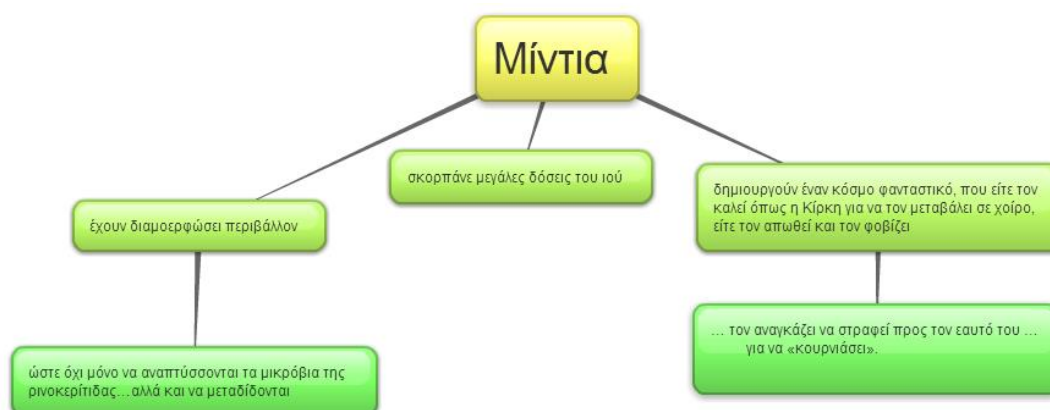 Μίντια
σκορπάνε μεγάλες δόσεις του ιού
έχουν διαμοερφώσει περιβάλλον
δημιουργούν έναν κόσμο φανταστικό, που είτε τον
καλεί όπως η Κίρκη για να τον μεταβάλει σε χοίρο,
είτε τον απωθεί και τον φοβίζει
ώστε όχι μόνο να αναπτύσσονται τα μικρόβια της
ρινοκερίτιδας…αλλά και να μεταδίδονται
… τον αναγκάζει να στραφεί προς τον εαυτό του …
για να «κουρνιάσει».